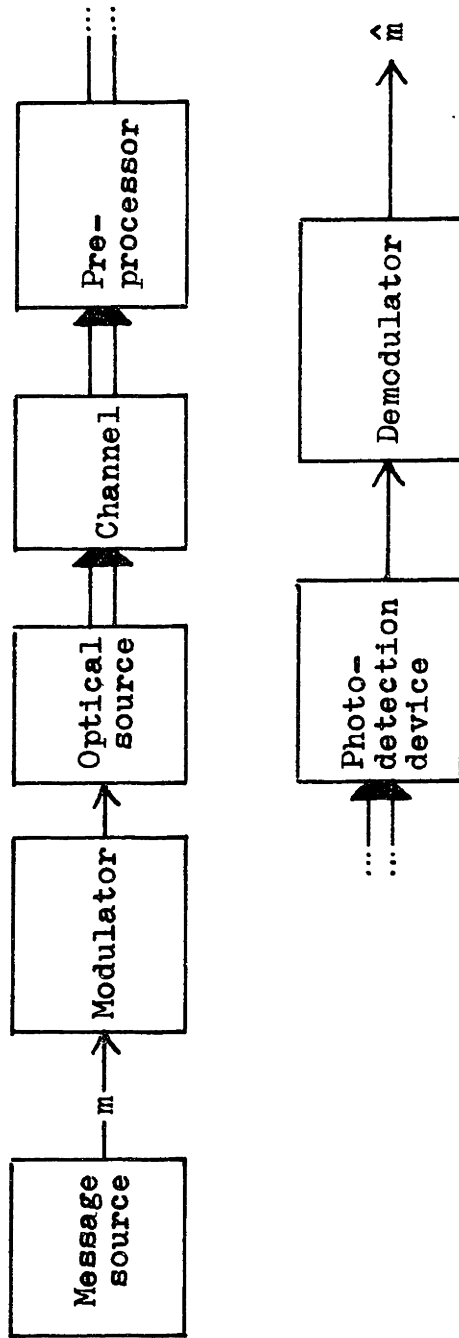 Message
source
m
Modulator
Optical
source
Channel
Pre-
processor
...
...
...
...
Photo-
detection
device
Demodulator
m̂